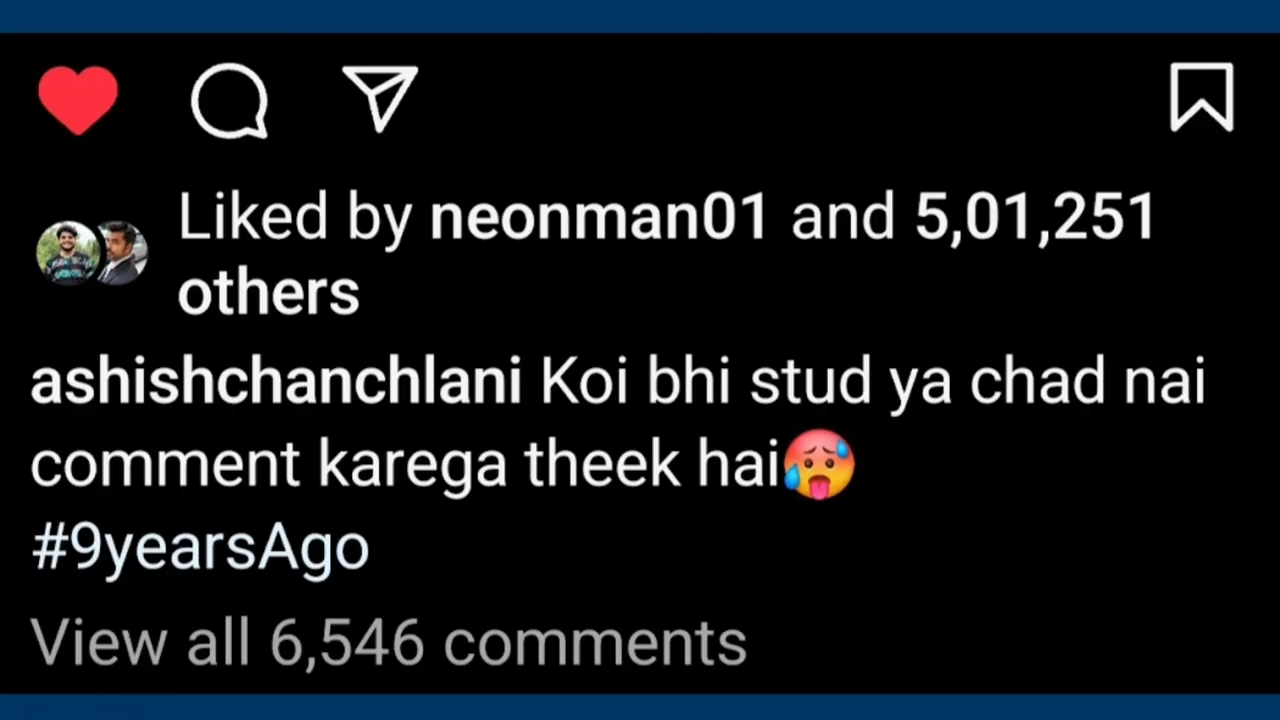 Liked by neonman01 and 5,01,251
others
ashishchanchlani Koi bhi stud ya chad nai
comment karega theek hai🥵
#9yearsAgo
View all 6,546 comments